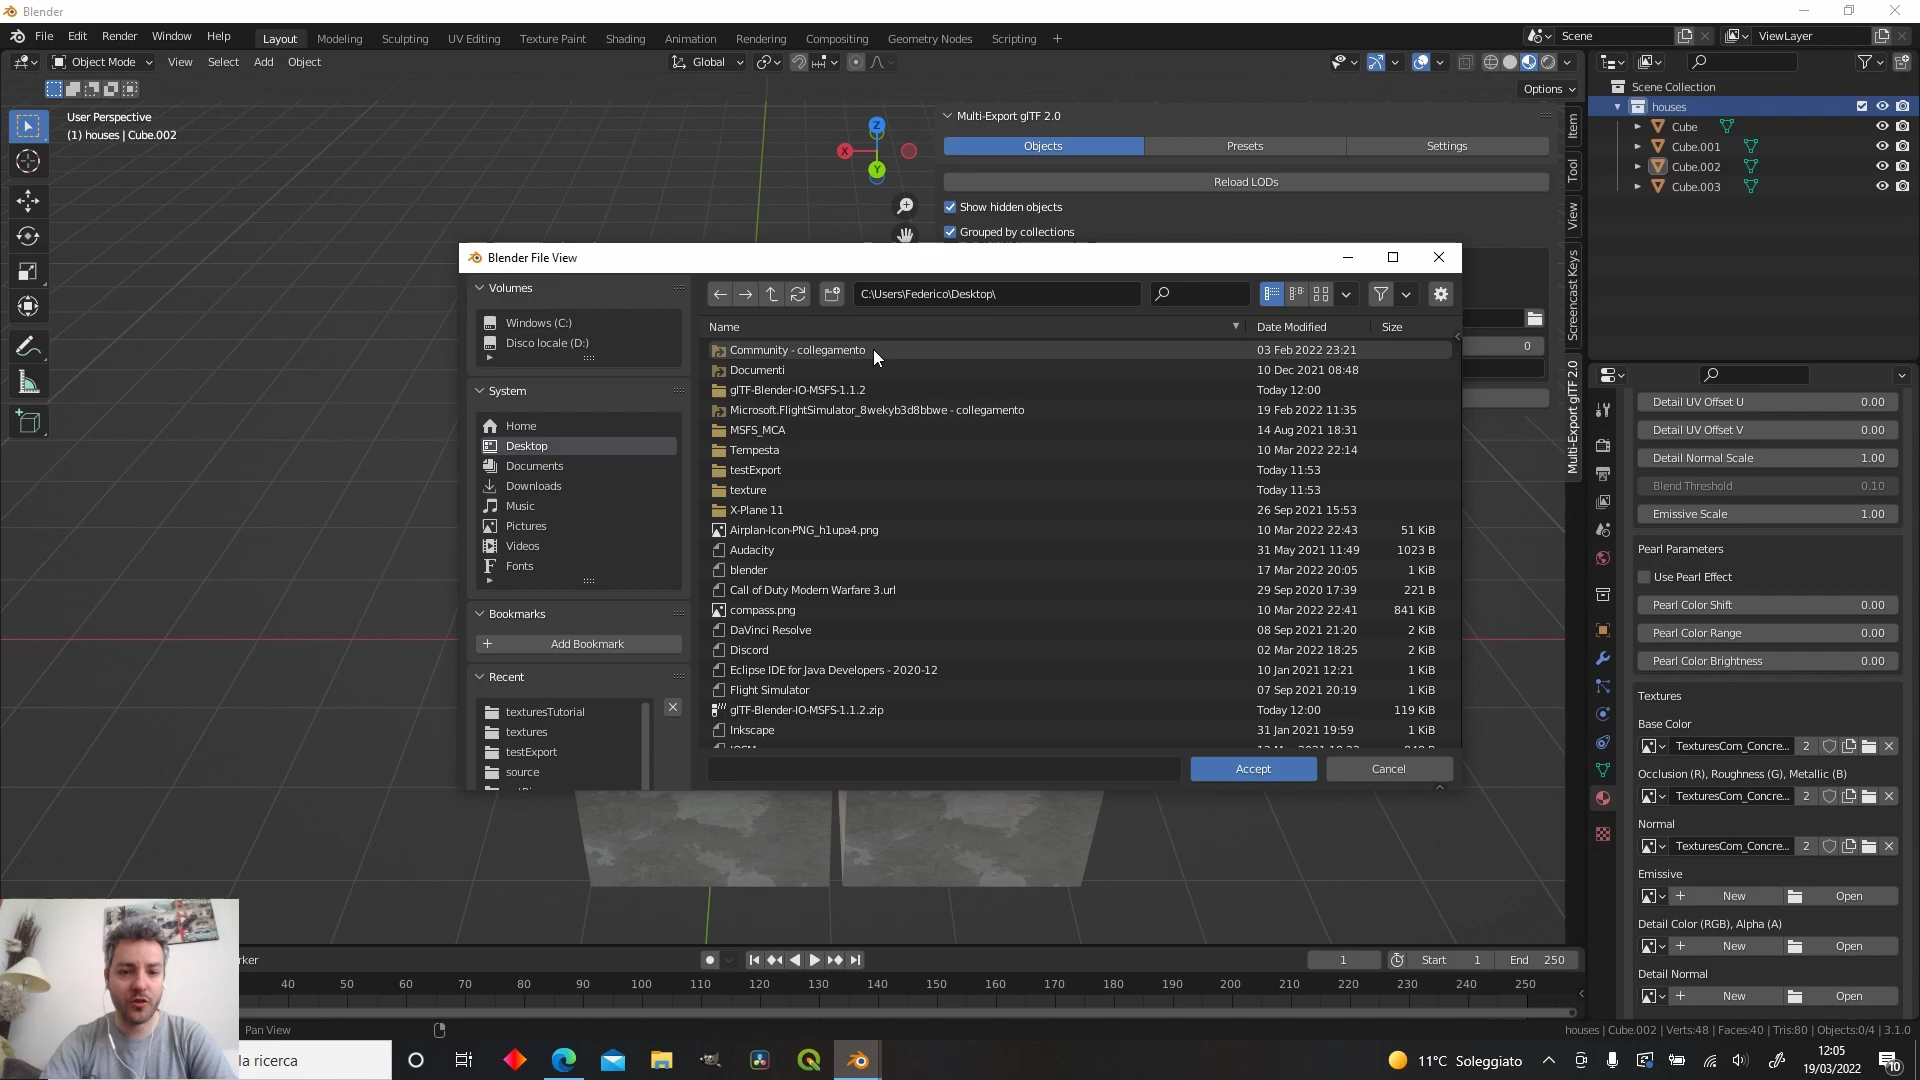 Blender
File Edit Render Window Help
Layout Modeling Sculpting UV Editing Texture Paint Shading Animation Rendering Compositing Geometry Nodes Scripting +
Scene
ViewLayer
Object Mode View Select Add Object
Global
Options
User Perspective
(1) houses | Cube.002
X
Z
Y
Multi-Export glTF 2.0
Objects Presets Settings
Reload LODs
Show hidden objects
Grouped by collections
0
Item
Tool
View
Screencast Keys
Multi-Export glTF 2.0
Scene Collection
houses
Cube
Cube.001
Cube.002
Cube.003
Blender File View
Volumes
Windows (C:)
Disco locale (D:)
System
Home
Desktop
Documents
Downloads
Music
Pictures
Videos
Fonts
Bookmarks
Add Bookmark
Recent
texturesTutorial
textures
testExport
source
C:\Users\Federico\Desktop\
Name Date Modified Size
Community - collegamento 03 Feb 2022 23:21
Documenti 10 Dec 2021 08:48
glTF-Blender-IO-MSFS-1.1.2 Today 12:00
Microsoft.FlightSimulator_8wekyb3d8bbwe - collegamento 19 Feb 2022 11:35
MSFS_MCA 14 Aug 2021 18:31
Tempesta 10 Mar 2022 22:14
testExport Today 11:53
texture Today 11:53
X-Plane 11 26 Sep 2021 15:53
Airplan-Icon-PNG_h1upa4.png 10 Mar 2022 22:43 51 KiB
Audacity 31 May 2021 11:49 1023 B
blender 17 Mar 2022 20:05 1 KiB
Call of Duty Modern Warfare 3.url 29 Sep 2020 17:39 221 B
compass.png 10 Mar 2022 22:41 841 KiB
DaVinci Resolve 08 Sep 2021 21:20 2 KiB
Discord 02 Mar 2022 18:25 2 KiB
Eclipse IDE for Java Developers - 2020-12 10 Jan 2021 12:21 1 KiB
Flight Simulator 07 Sep 2021 20:19 1 KiB
glTF-Blender-IO-MSFS-1.1.2.zip Today 12:00 119 KiB
Inkscape 31 Jan 2021 19:59 1 KiB
Accept Cancel
Detail UV Offset U 0.00
Detail UV Offset V 0.00
Detail Normal Scale 1.00
Blend Threshold 0.10
Emissive Scale 1.00
Pearl Parameters
Use Pearl Effect
Pearl Color Shift 0.00
Pearl Color Range 0.00
Pearl Color Brightness 0.00
Textures
Base Color
TexturesCom_Concre... 2
Occlusion (R), Roughness (G), Metallic (B)
TexturesCom_Concre... 2
Normal
TexturesCom_Concre... 2
Emissive
New Open
Detail Color (RGB), Alpha (A)
New Open
Detail Normal
New Open
rker
1 Start 1 End 250
40 50 60 70 80 90 100 110 120 130 140 150 160 170 180 190 200 210 220 230 240 250
Pan View
houses | Cube.002 | Verts:48 | Faces:40 | Tris:80 | Objects:0/4 | 3.1.0
la ricerca
11°C Soleggiato
12:05
19/03/2022
10